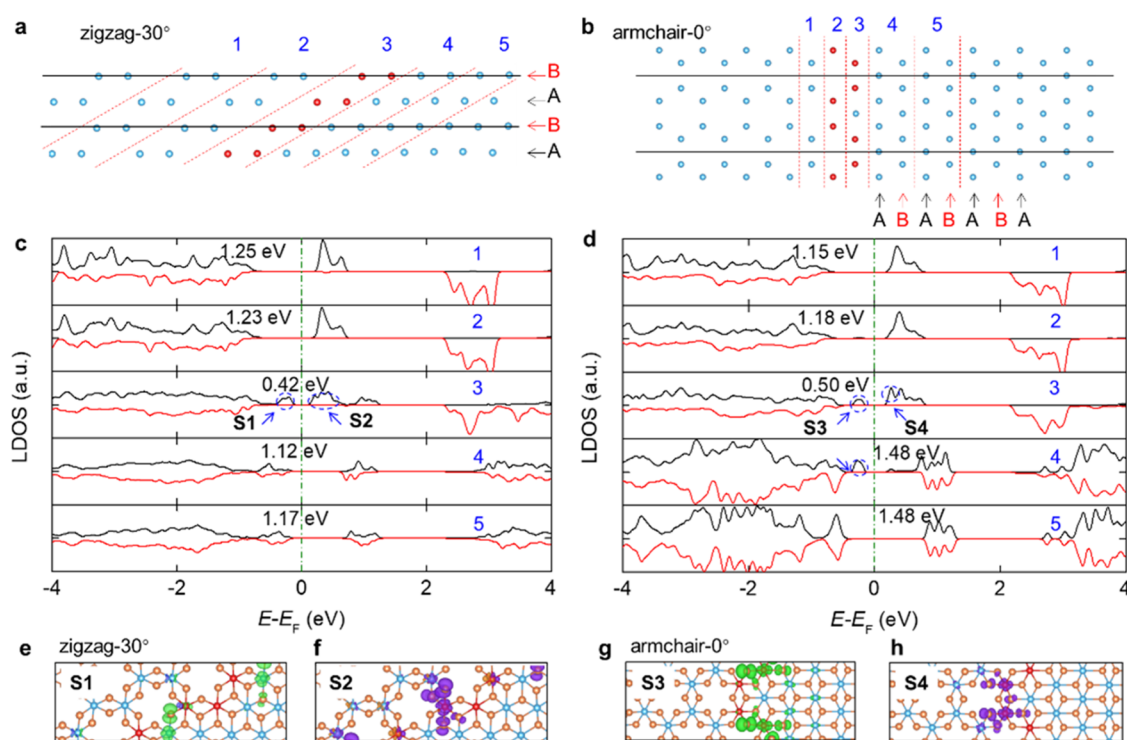 a
zigzag-30°
1 2 3 4 5
B
A
B
A
b
armchair-0°
1 2 3 4 5
A B A B A B A
c
LDOS (a.u.)
1.25 eV 1
1.23 eV 2
0.42 eV 3
S1 S2
1.12 eV 4
1.17 eV 5
-4 -2 0 2 4
E-EF (eV)
d
LDOS (a.u.)
1.15 eV 1
1.18 eV 2
0.50 eV 3
S3 S4
1.48 eV 4
1.48 eV 5
-4 -2 0 2 4
E-EF (eV)
e zigzag-30° f
S1 S2
g armchair-0° h
S3 S4